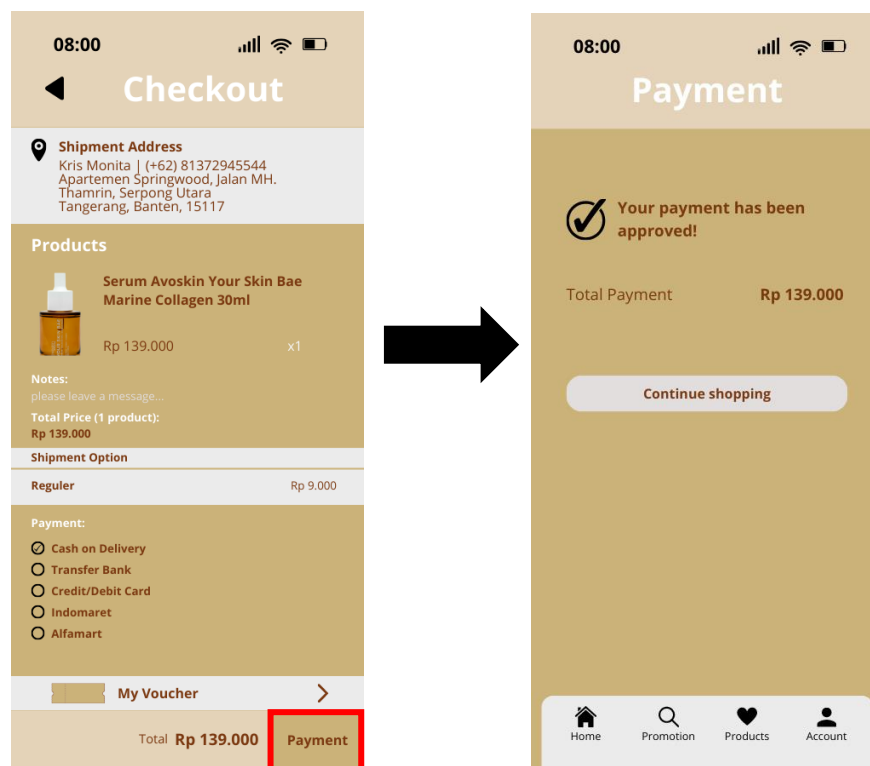 08:00
Checkout
Shipment Address
Kris Monita | (+62) 81372945544
Apartemen Springwood, Jalan MH.
Thamrin, Serpong Utara
Tangerang, Banten, 15117
Products
Serum Avoskin Your Skin Bae
Marine Collagen 30ml
Rp 139.000 x1
Notes:
please leave a message...
Total Price (1 product):
Rp 139.000
Shipment Option
Reguler Rp 9.000
Payment:
Cash on Delivery
Transfer Bank
Credit/Debit Card
Indomaret
Alfamart
My Voucher
Total Rp 139.000 Payment
08:00
Payment
Your payment has been
approved!
Total Payment Rp 139.000
Continue shopping
Home Promotion Products Account